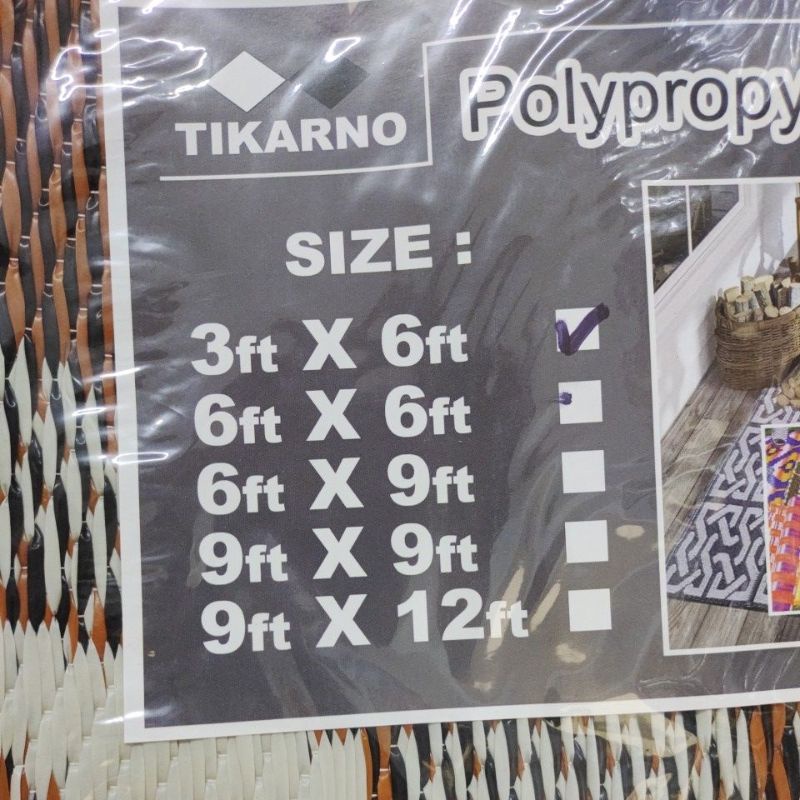 TIKARNO
Polypropy
SIZE :
3ft X 6ft
6ft X 6ft
6ft X 9ft
9ft X 9ft
9ft X 12ft